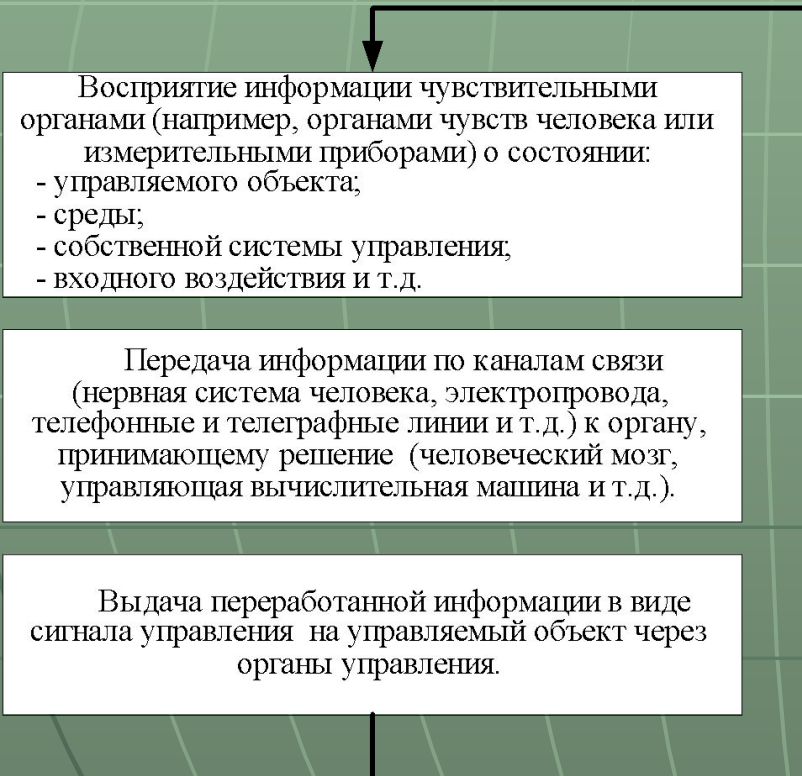 Восприятие информации чувствительными
органами (например, органами чувств человека или
измерительными приборами) о состоянии:
- управляемого объекта;
- среды;
- собственной системы управления;
- входного воздействия и т.д.
Передача информации по каналам связи
(нервная система человека, электропровода,
телефонные и телеграфные линии и т.д.) к органу,
принимающему решение (человеческий мозг,
управляющая вычислительная машина и т.д.).
Выдача переработанной информации в виде
сигнала управления на управляемый объект через
органы управления.